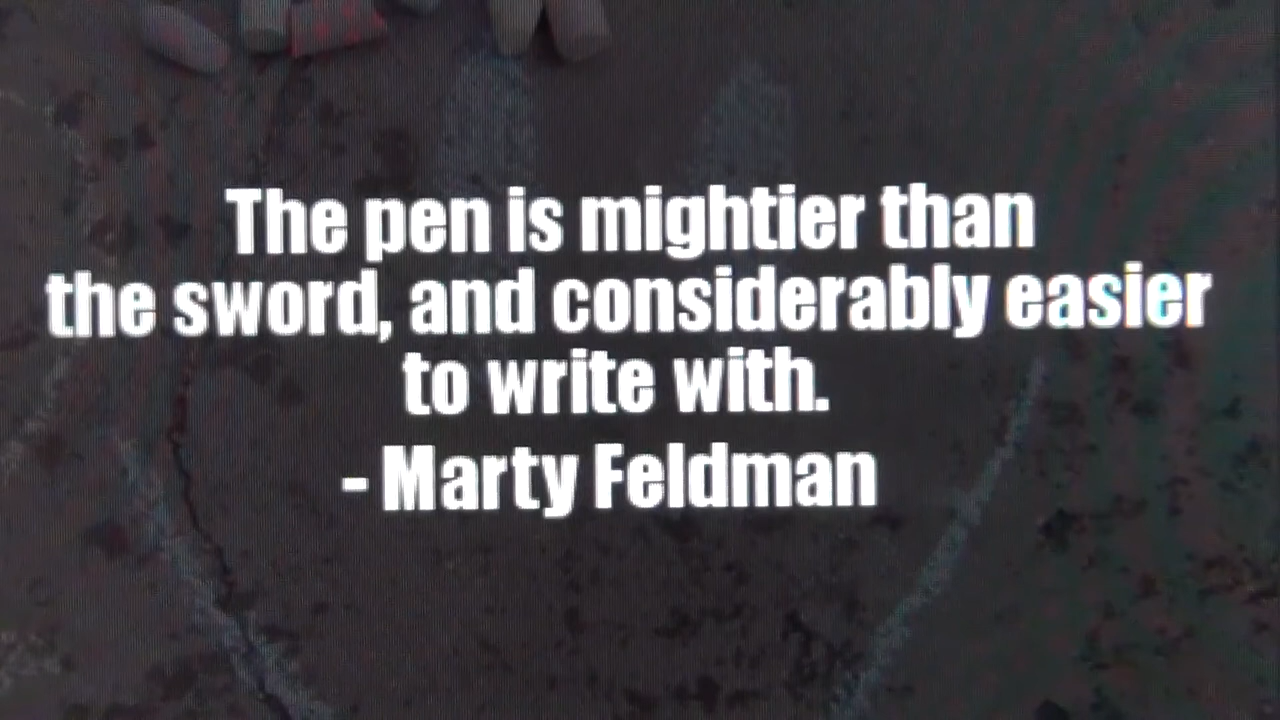 The pen is mightier than
the sword, and considerably easier
to write with.
- Marty Feldman